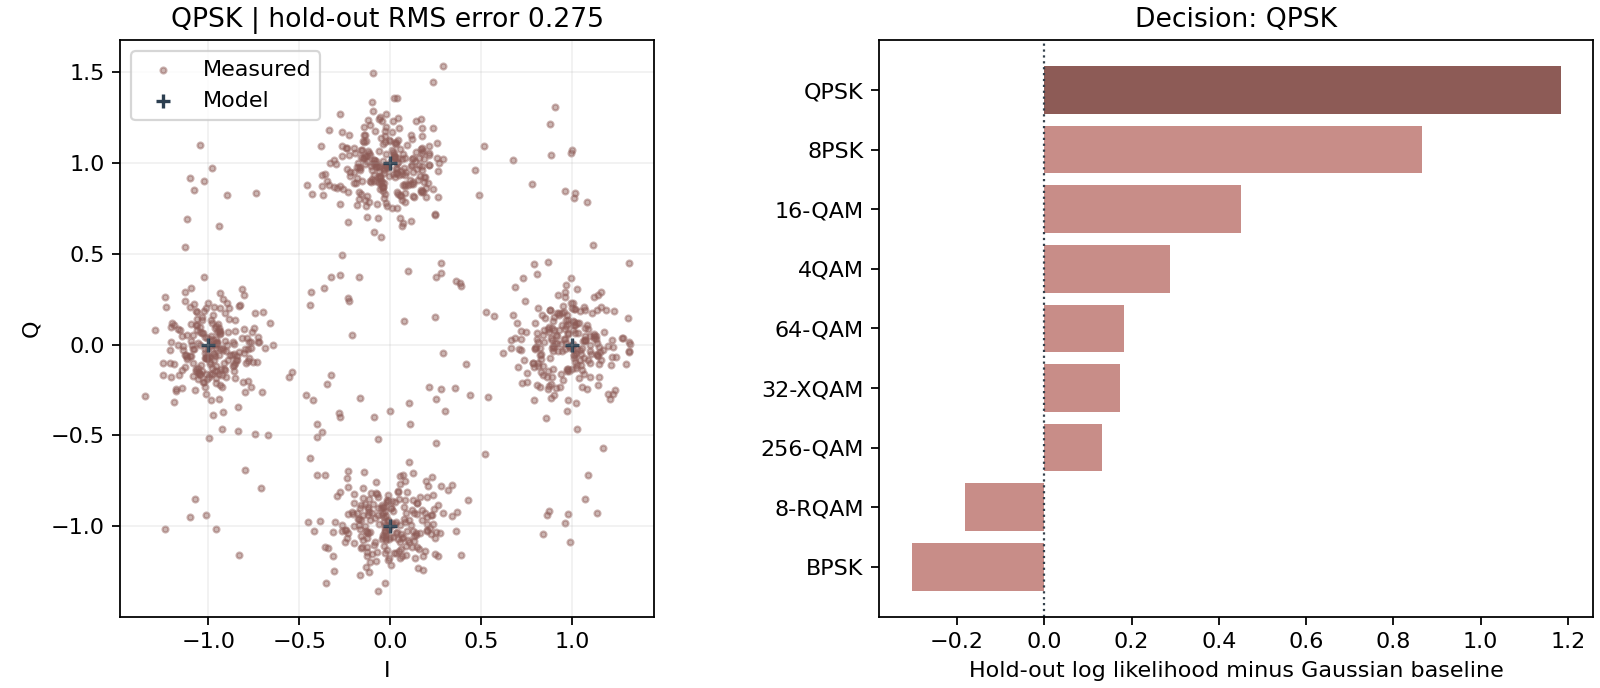 QPSK | hold-out RMS error 0.275
Measured
Model
1.5
1.0
0.5
0.0
−0.5
−1.0
Q
−1.0
−0.5
0.0
0.5
1.0
I
Decision: QPSK
QPSK
8PSK
16-QAM
4QAM
64-QAM
32-XQAM
256-QAM
8-RQAM
BPSK
−0.2
0.0
0.2
0.4
0.6
0.8
1.0
1.2
Hold-out log likelihood minus Gaussian baseline